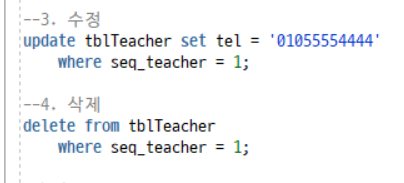 --3. 수정
update tblTeacher set tel = '01055554444'
where seq_teacher = 1;
--4. 삭제
delete from tblTeacher
where seq_teacher = 1;